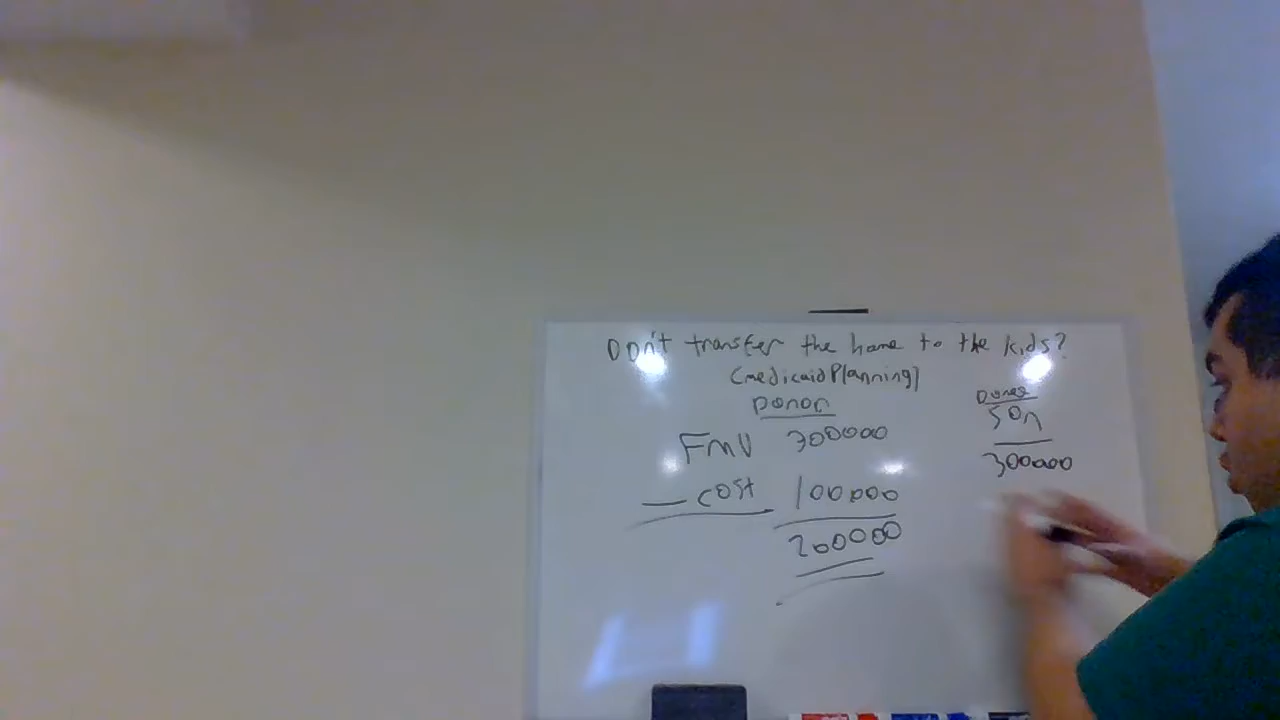 Don't transfer the home to the kids?
(medicaid Planning)
Donor
Donee
Son
FMV 300000
300000
— cost 100000
200000